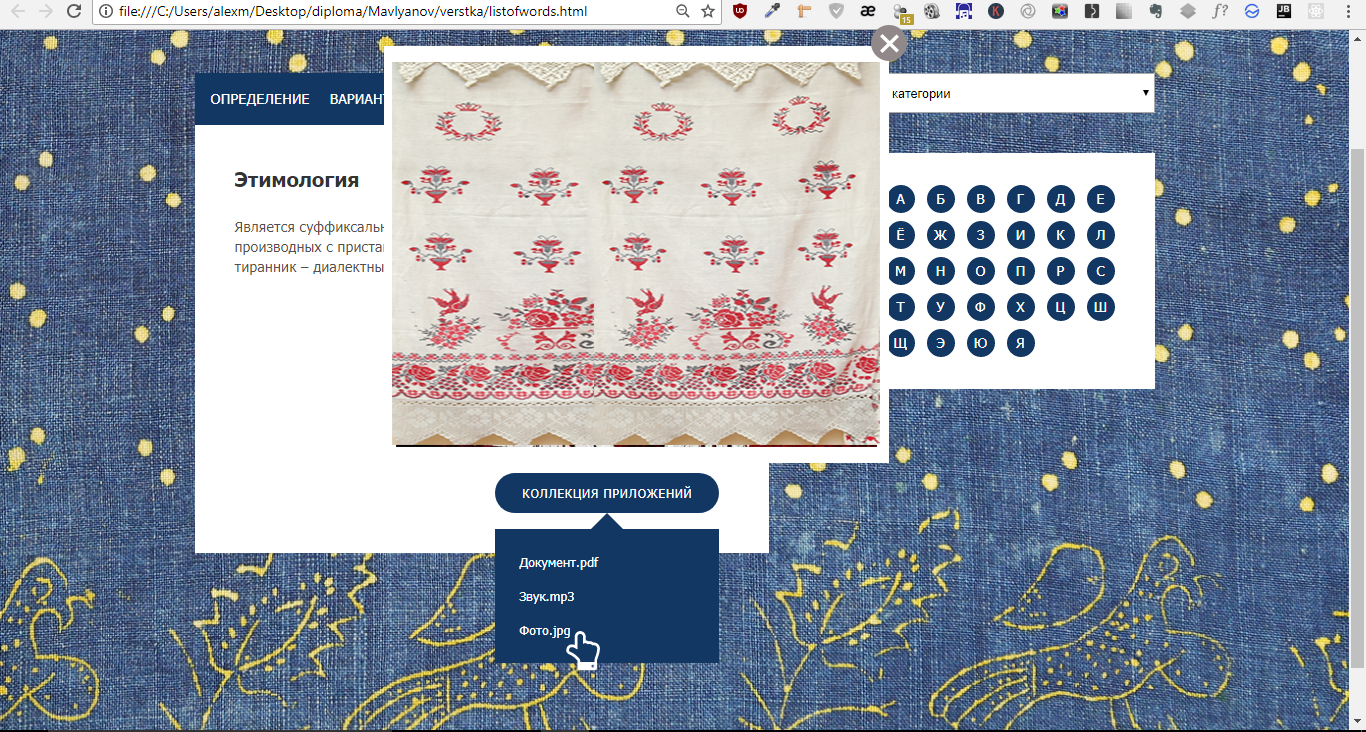 file:///C:/Users/alexm/Desktop/diploma/Mavlyanov/verstka/listofwords.html
15
JB
f?
ОПРЕДЕЛЕНИЕ ВАРИАНТ
категории
Этимология
Является суффиксальн
производных с приста
тиранник – диалектны
А Б В Г Д Е
Ё Ж З И К Л
М Н О П Р С
Т У Ф Х Ц Ш
Щ Э Ю Я
КОЛЛЕКЦИЯ ПРИЛОЖЕНИЙ
Документ.pdf
Звук.mp3
Фото.jpg